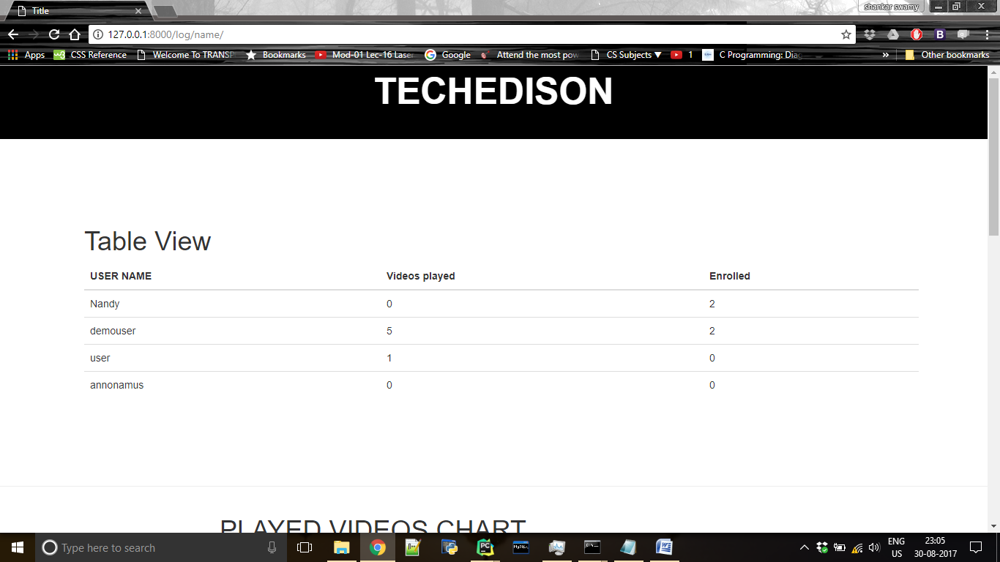 Title
shankar swamy
127.0.0.1:8000/log/name/
Apps CSS Reference Welcome To TRANSF Bookmarks Mod-01 Lec-16 Laser Google Attend the most pow CS Subjects ▼ 1 C Programming: Diag » Other bookmarks
TECHEDISON
Table View
USER NAME Videos played Enrolled
Nandy 0 2
demouser 5 2
user 1 0
annonamus 0 0
PLAYED VIDEOS CHART
Type here to search
ENG
US
23:05
30-08-2017